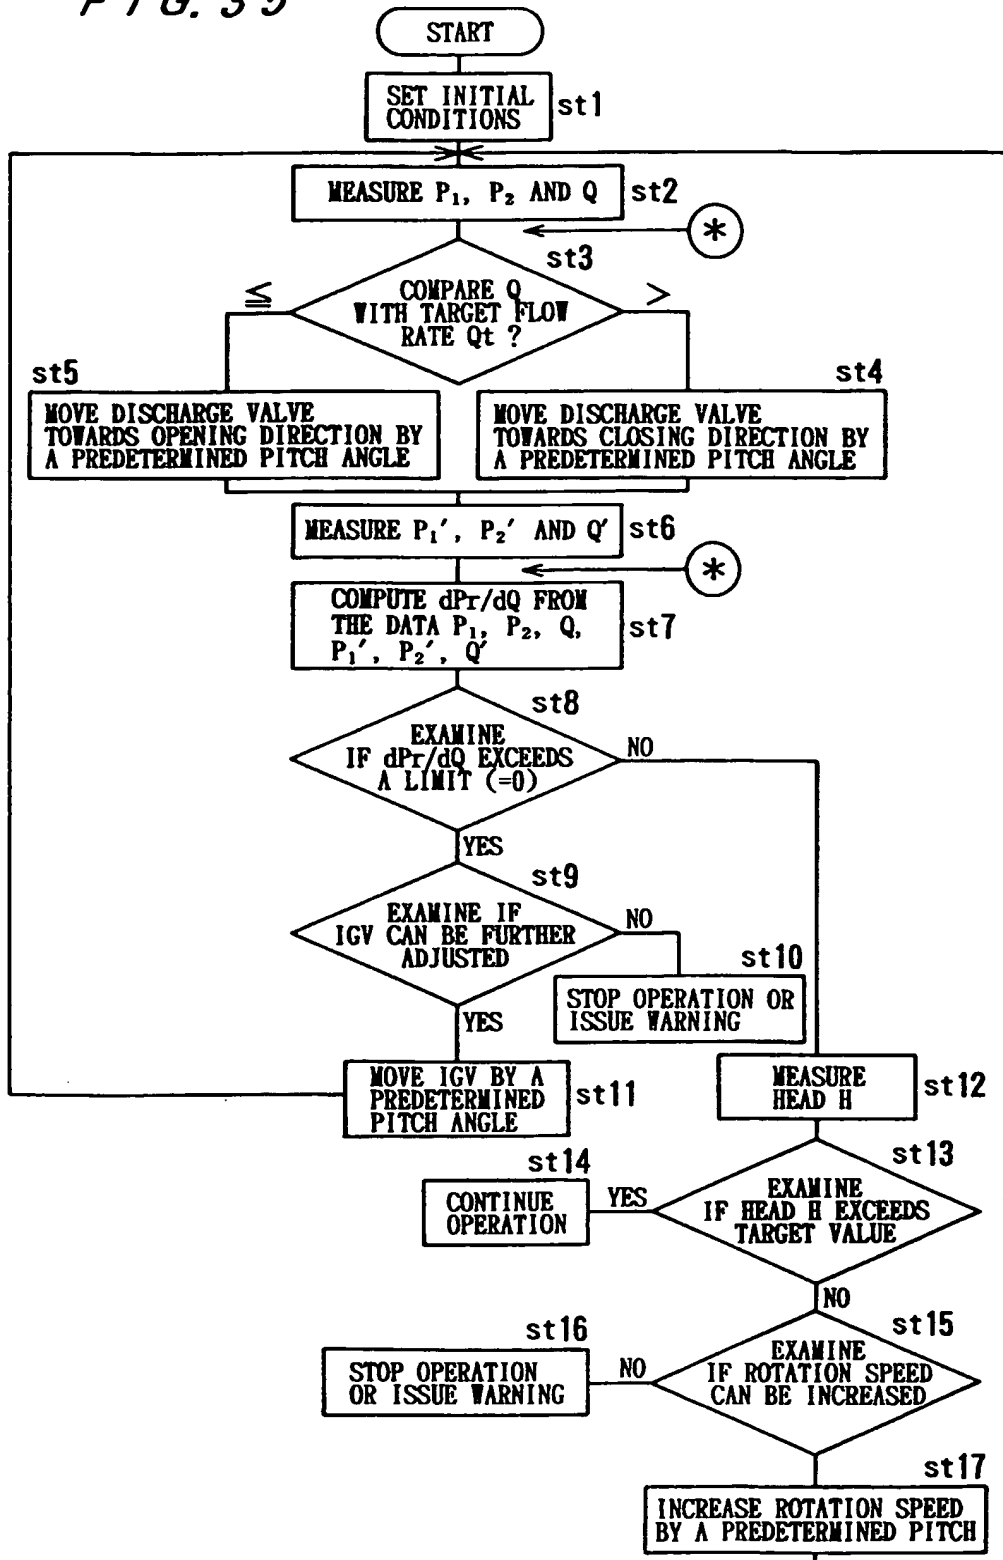 FIG. 39
START
SET INITIAL
CONDITIONS
st1
MEASURE P₁, P₂ AND Q
st2
*
st3
COMPARE Q
WITH TARGET FLOW
RATE Qt ?
≦
>
st5
st4
MOVE DISCHARGE VALVE
TOWARDS OPENING DIRECTION BY
A PREDETERMINED PITCH ANGLE
MOVE DISCHARGE VALVE
TOWARDS CLOSING DIRECTION BY
A PREDETERMINED PITCH ANGLE
MEASURE P₁′, P₂′ AND Q′
st6
*
COMPUTE dPr/dQ FROM
THE DATA P₁, P₂, Q,
P₁′, P₂′, Q′
st7
st8
EXAMINE
IF dPr/dQ EXCEEDS
A LIMIT (=0)
NO
YES
st9
EXAMINE IF
IGV CAN BE FURTHER
ADJUSTED
NO
st10
STOP OPERATION OR
ISSUE WARNING
YES
MOVE IGV BY A
PREDETERMINED
PITCH ANGLE
st11
MEASURE
HEAD H
st12
st13
EXAMINE
IF HEAD H EXCEEDS
TARGET VALUE
YES
st14
CONTINUE
OPERATION
NO
st15
EXAMINE
IF ROTATION SPEED
CAN BE INCREASED
NO
st16
STOP OPERATION
OR ISSUE WARNING
st17
INCREASE ROTATION SPEED
BY A PREDETERMINED PITCH